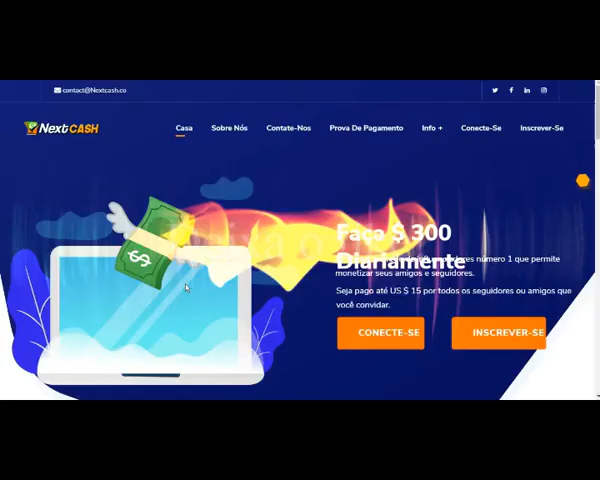 contact@Nextcash.co
NextCASH
Casa Sobre Nós Contate-Nos Prova De Pagamento Info + Conecte-Se Inscrever-Se
Faça $ 300
Diariamente
número 1 que permite
monetizar seus amigos e seguidores.
Seja pago até US $ 15 por todos os seguidores ou amigos que
você convidar.
CONECTE-SE INSCREVER-SE